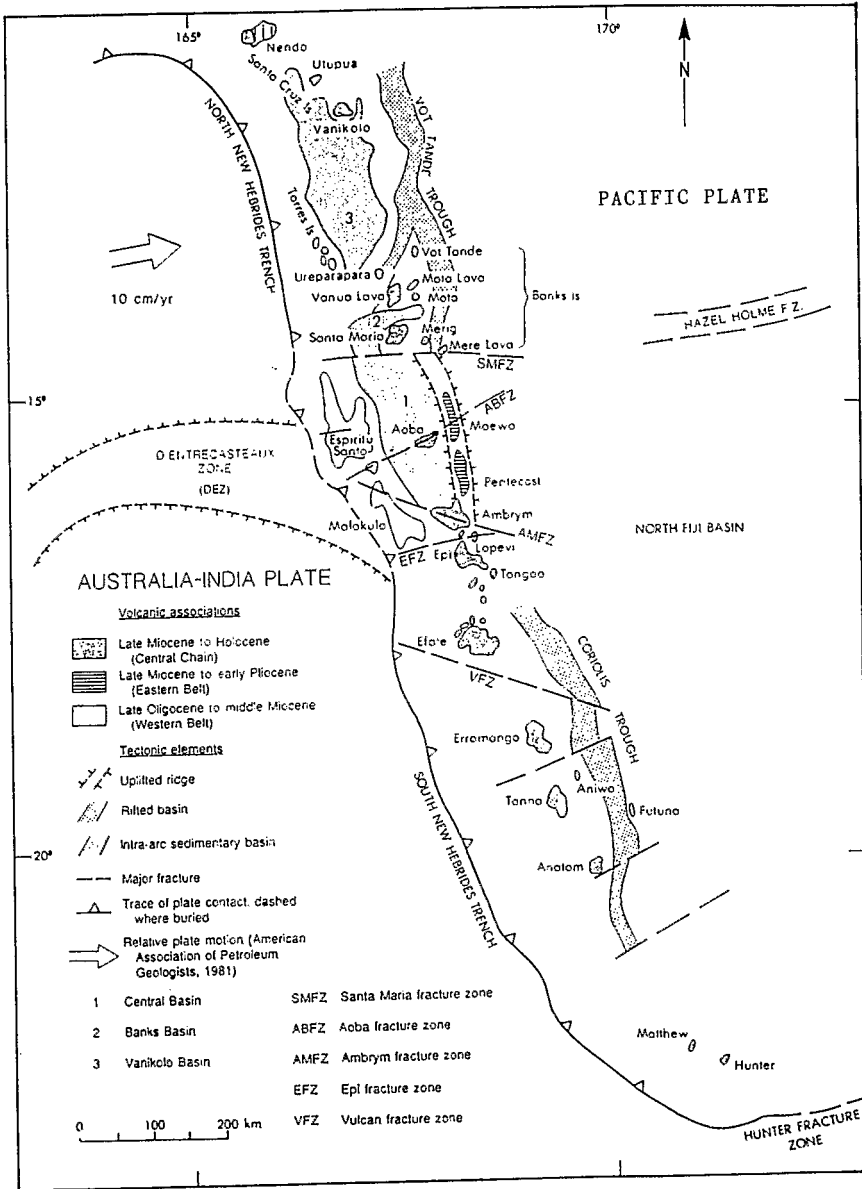 165°
170°
Nendo
Utupua
Santa Cruz Is
Vanikolo
N
VOT TANDE TROUGH
NORTH NEW HEBRIDES TRENCH
PACIFIC PLATE
3
Torres Is
10 cm/yr
Vot Tande
Ureparapara
Mota Lava
Vanua Lava
Mota
Banks Is
2
HAZEL HOLME F Z.
Santa Maria
Merig
Mere Lava
SMFZ
15°
1
ABFZ
Aoba
Maewo
Espiritu
Santo
D'ENTRECASTEAUX
ZONE
(DEZ)
Pentecost
Ambrym
Malakula
AMFZ
NORTH FIJI BASIN
EFZ
Epi
Lopevi
Tongoa
AUSTRALIA-INDIA PLATE
Volcanic associations
Late Miocene to Holocene
(Central Chain)
Late Miocene to early Pliocene
(Eastern Belt)
Late Oligocene to middle Miocene
(Western Belt)
Efate
CORIOLIS TROUGH
VFZ
Erromango
Aniwa
Tanna
Futuna
Tectonic elements
Uplifted ridge
Rifted basin
Intra-arc sedimentary basin
20°
Anatom
SOUTH NEW HEBRIDES TRENCH
Major fracture
Trace of plate contact, dashed
where buried
Relative plate motion (American
Association of Petroleum
Geologists, 1981)
1 Central Basin
2 Banks Basin
3 Vanikolo Basin
SMFZ Santa Maria fracture zone
ABFZ Aoba fracture zone
AMFZ Ambrym fracture zone
EFZ Epi fracture zone
VFZ Vulcan fracture zone
0 100 200 km
Matthew
Hunter
HUNTER FRACTURE
ZONE